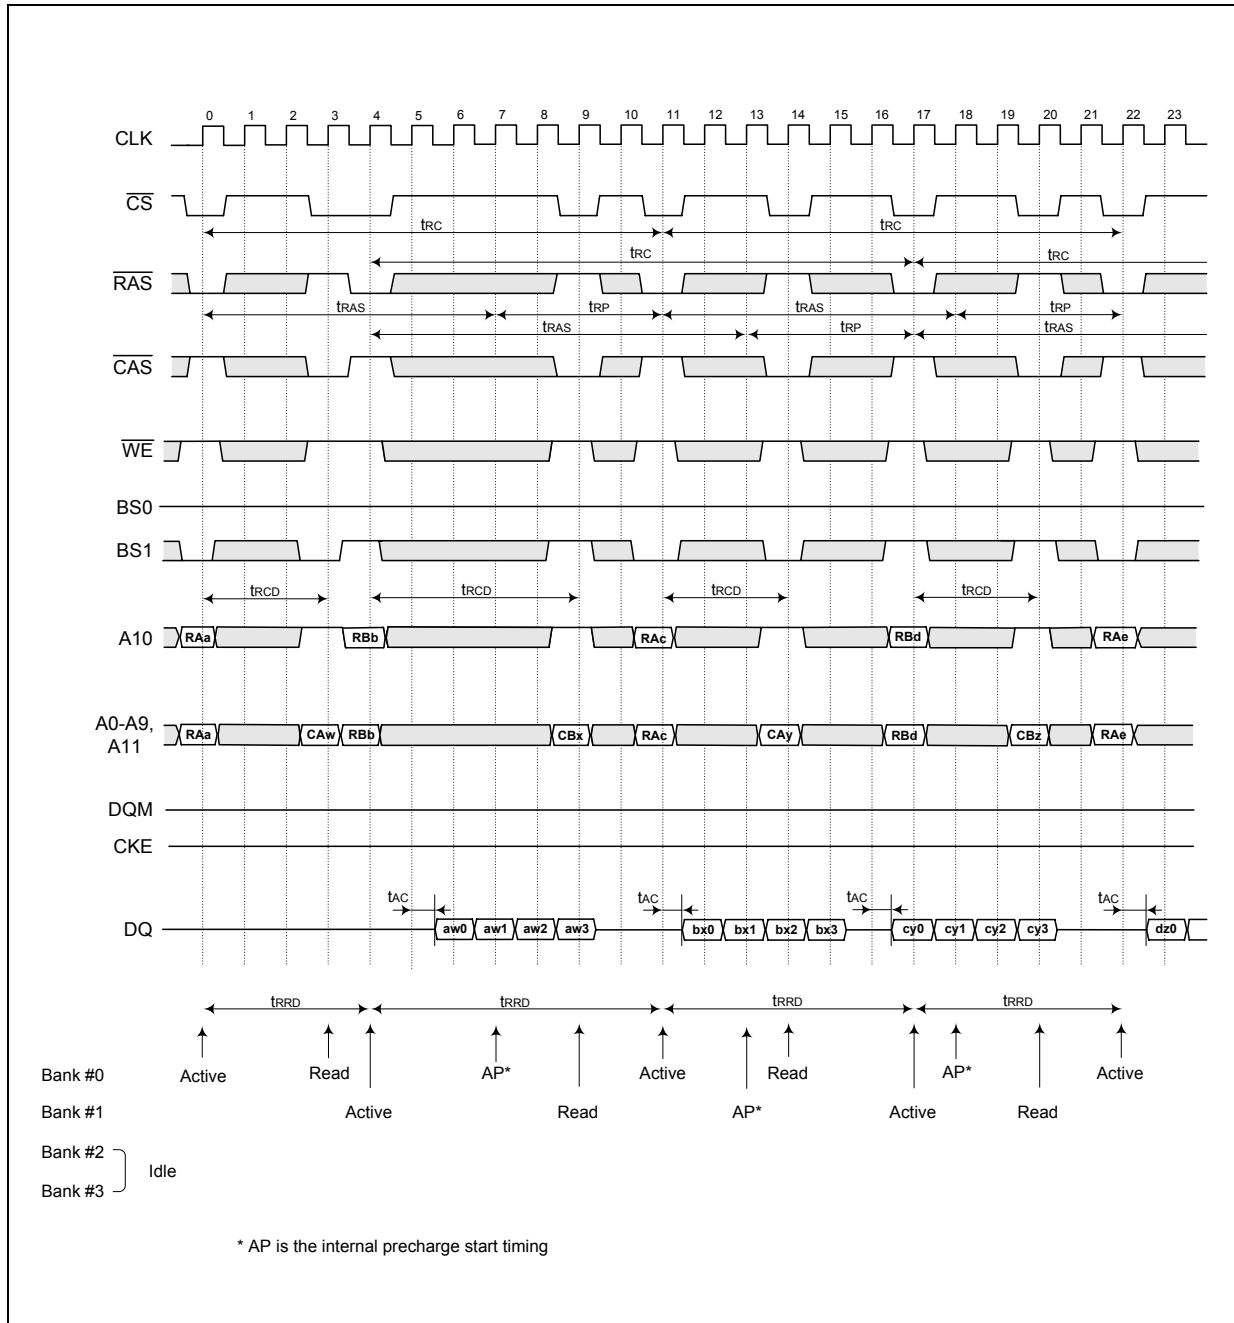 0 1 2 3 4 5 6 7 8 9 10 11 12 13 14 15 16 17 18 19 20 21 22 23
CLK
CS
tRC tRC
tRC tRC
RAS
tRAS tRP tRAS tRP
tRAS tRP tRAS
CAS
WE
BS0
BS1
tRCD tRCD tRCD tRCD
A10 RAa RBb RAc RBd RAe
A0-A9,
A11
RAa CAw RBb CBx RAc CAy RBd CBz RAe
DQM
CKE
tAC tAC tAC tAC
DQ aw0 aw1 aw2 aw3 bx0 bx1 bx2 bx3 cy0 cy1 cy2 cy3 dz0
tRRD tRRD tRRD tRRD
Bank #0 Active Read AP* Active Read AP* Active
Bank #1 Active Read AP* Active Read
Bank #2
Idle
Bank #3
* AP is the internal precharge start timing